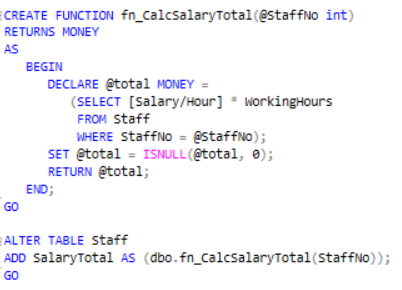 CREATE FUNCTION fn_CalcSalaryTotal(@StaffNo int)
RETURNS MONEY
AS
BEGIN
DECLARE @total MONEY =
(SELECT [Salary/Hour] * WorkingHours
FROM Staff
WHERE StaffNo = @StaffNo);
SET @total = ISNULL(@total, 0);
RETURN @total;
END;
GO
ALTER TABLE Staff
ADD SalaryTotal AS (dbo.fn_CalcSalaryTotal(StaffNo));
GO